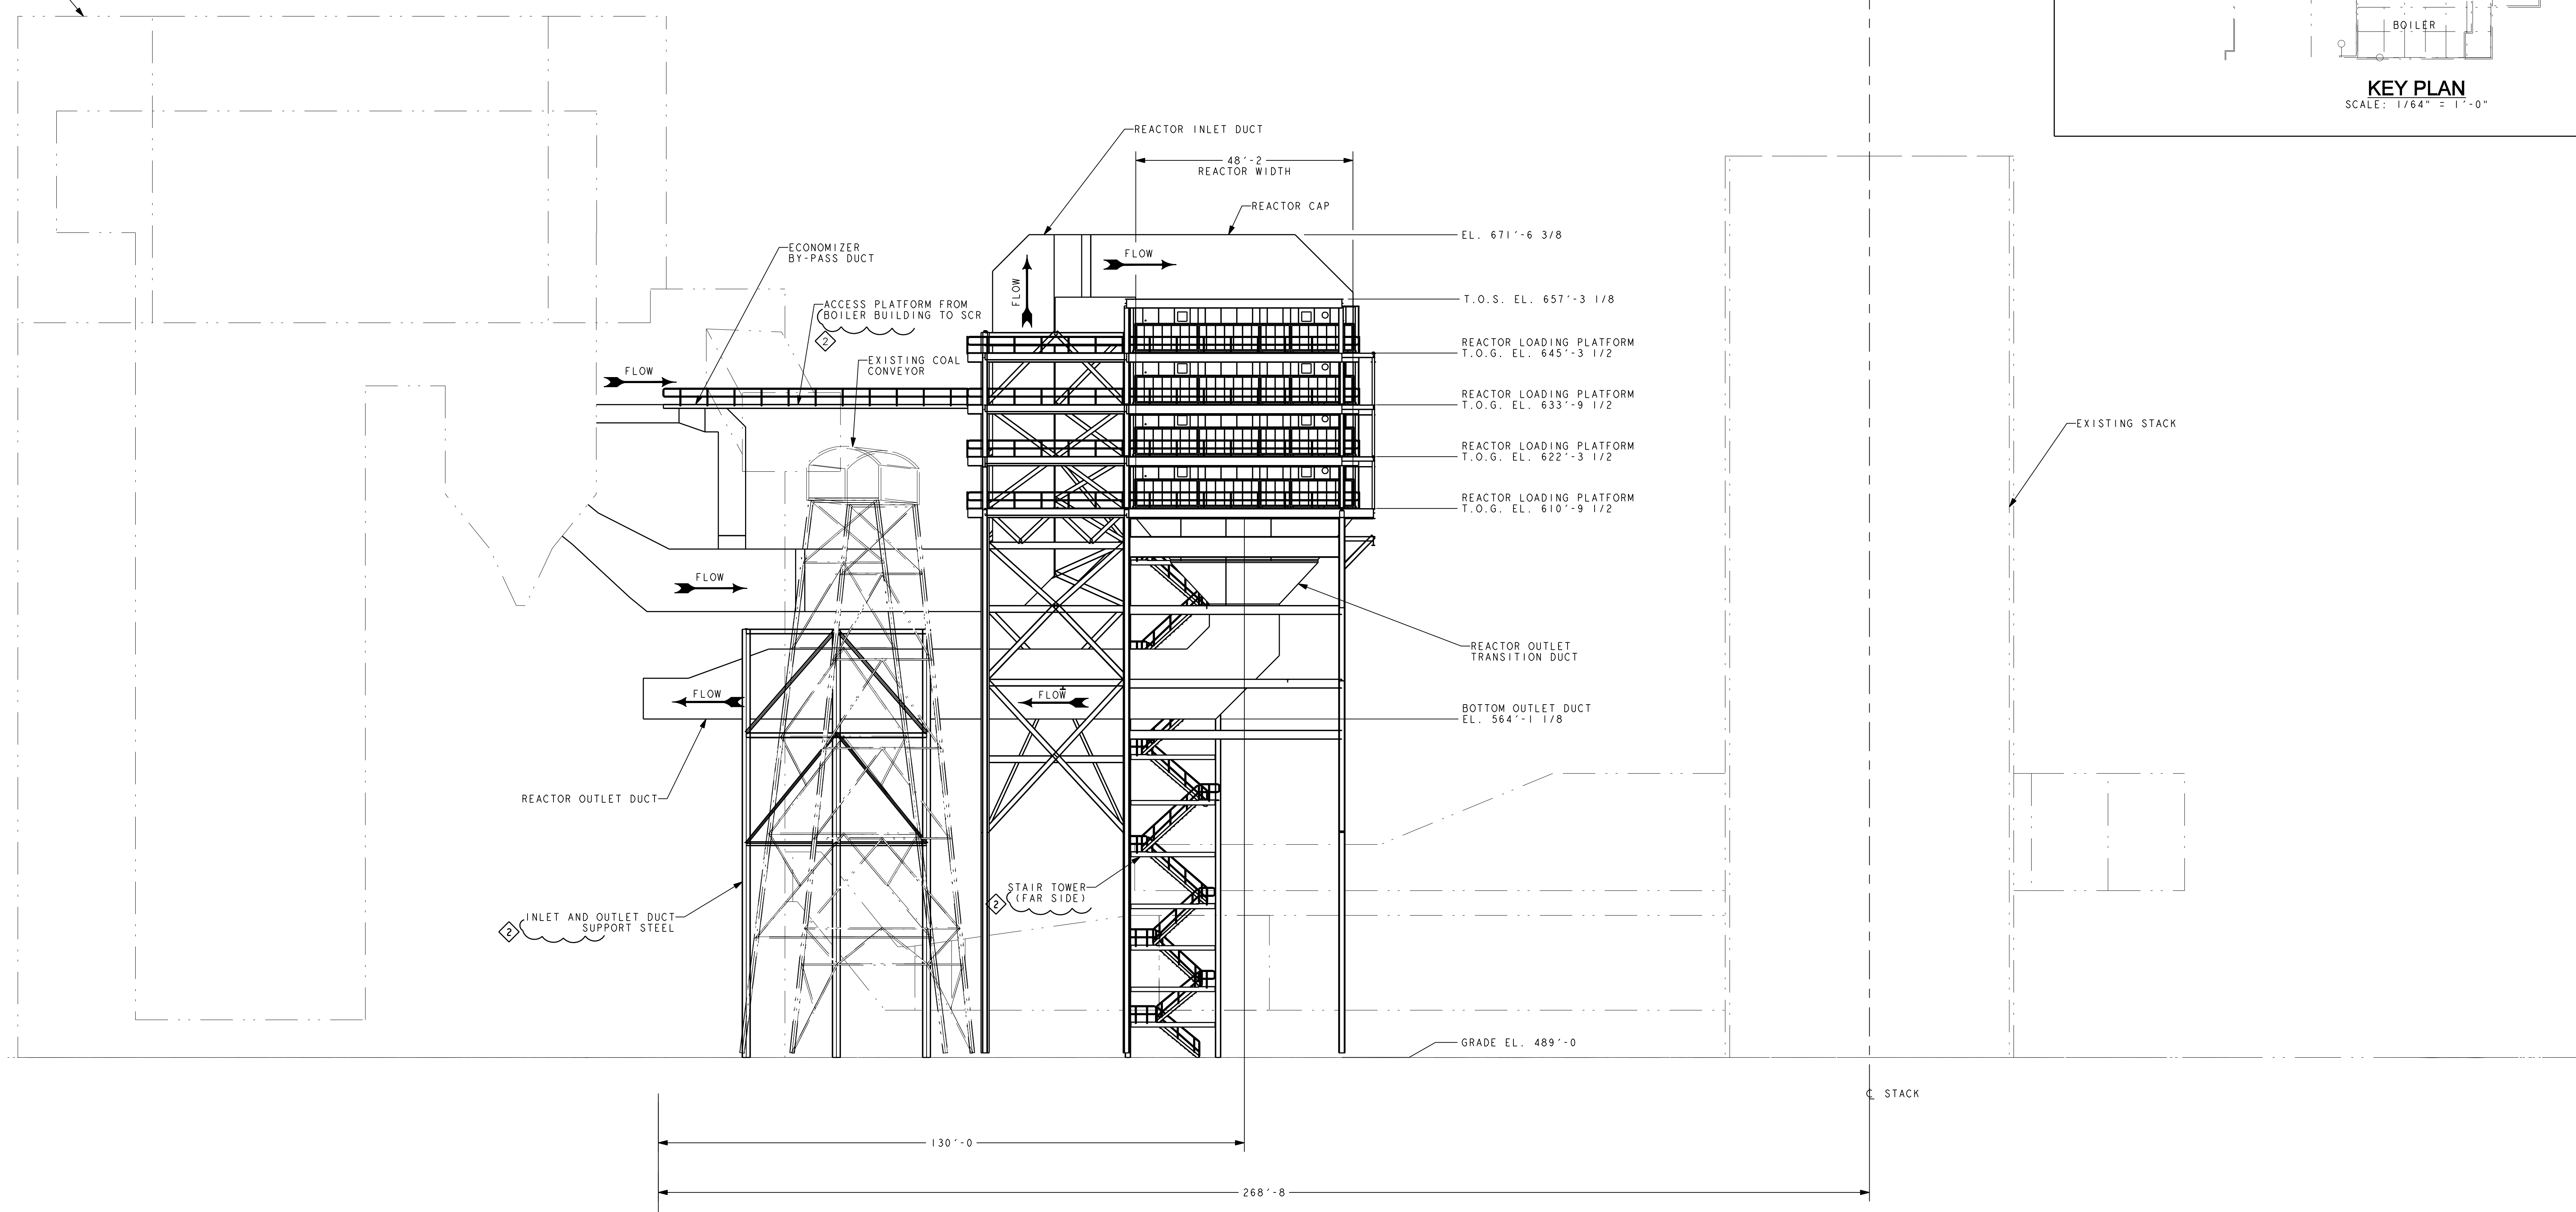 BOILER
KEY PLAN
SCALE: 1/64" = 1'-0"
REACTOR INLET DUCT
48'-2
REACTOR WIDTH
REACTOR CAP
EL. 671'-6 3/8
FLOW
FLOW
ECONOMIZER
BY-PASS DUCT
T.O.S. EL. 657'-3 1/8
ACCESS PLATFORM FROM
BOILER BUILDING TO SCR
2
REACTOR LOADING PLATFORM
T.O.G. EL. 645'-3 1/2
EXISTING COAL
CONVEYOR
FLOW
REACTOR LOADING PLATFORM
T.O.G. EL. 633'-9 1/2
EXISTING STACK
REACTOR LOADING PLATFORM
T.O.G. EL. 622'-3 1/2
REACTOR LOADING PLATFORM
T.O.G. EL. 610'-9 1/2
FLOW
REACTOR OUTLET
TRANSITION DUCT
FLOW
FLOW
BOTTOM OUTLET DUCT
EL. 564'-1 1/8
REACTOR OUTLET DUCT
STAIR TOWER
(FAR SIDE)
2
INLET AND OUTLET DUCT
SUPPORT STEEL
2
GRADE EL. 489'-0
℄ STACK
130'-0
268'-8